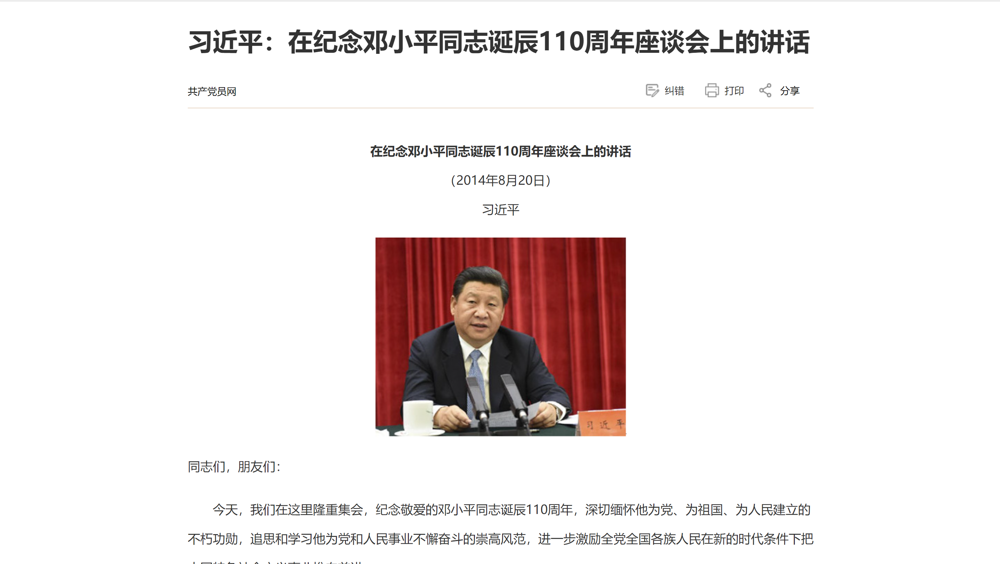 习近平：在纪念邓小平同志诞辰110周年座谈会上的讲话
共产党员网
纠错 打印 分享
在纪念邓小平同志诞辰110周年座谈会上的讲话
（2014年8月20日）
习近平
习近平
同志们，朋友们：
今天，我们在这里隆重集会，纪念敬爱的邓小平同志诞辰110周年，深切缅怀他为党、为祖国、为人民建立的
不朽功勋，追思和学习他为党和人民事业不懈奋斗的崇高风范，进一步激励全党全国各族人民在新的时代条件下把